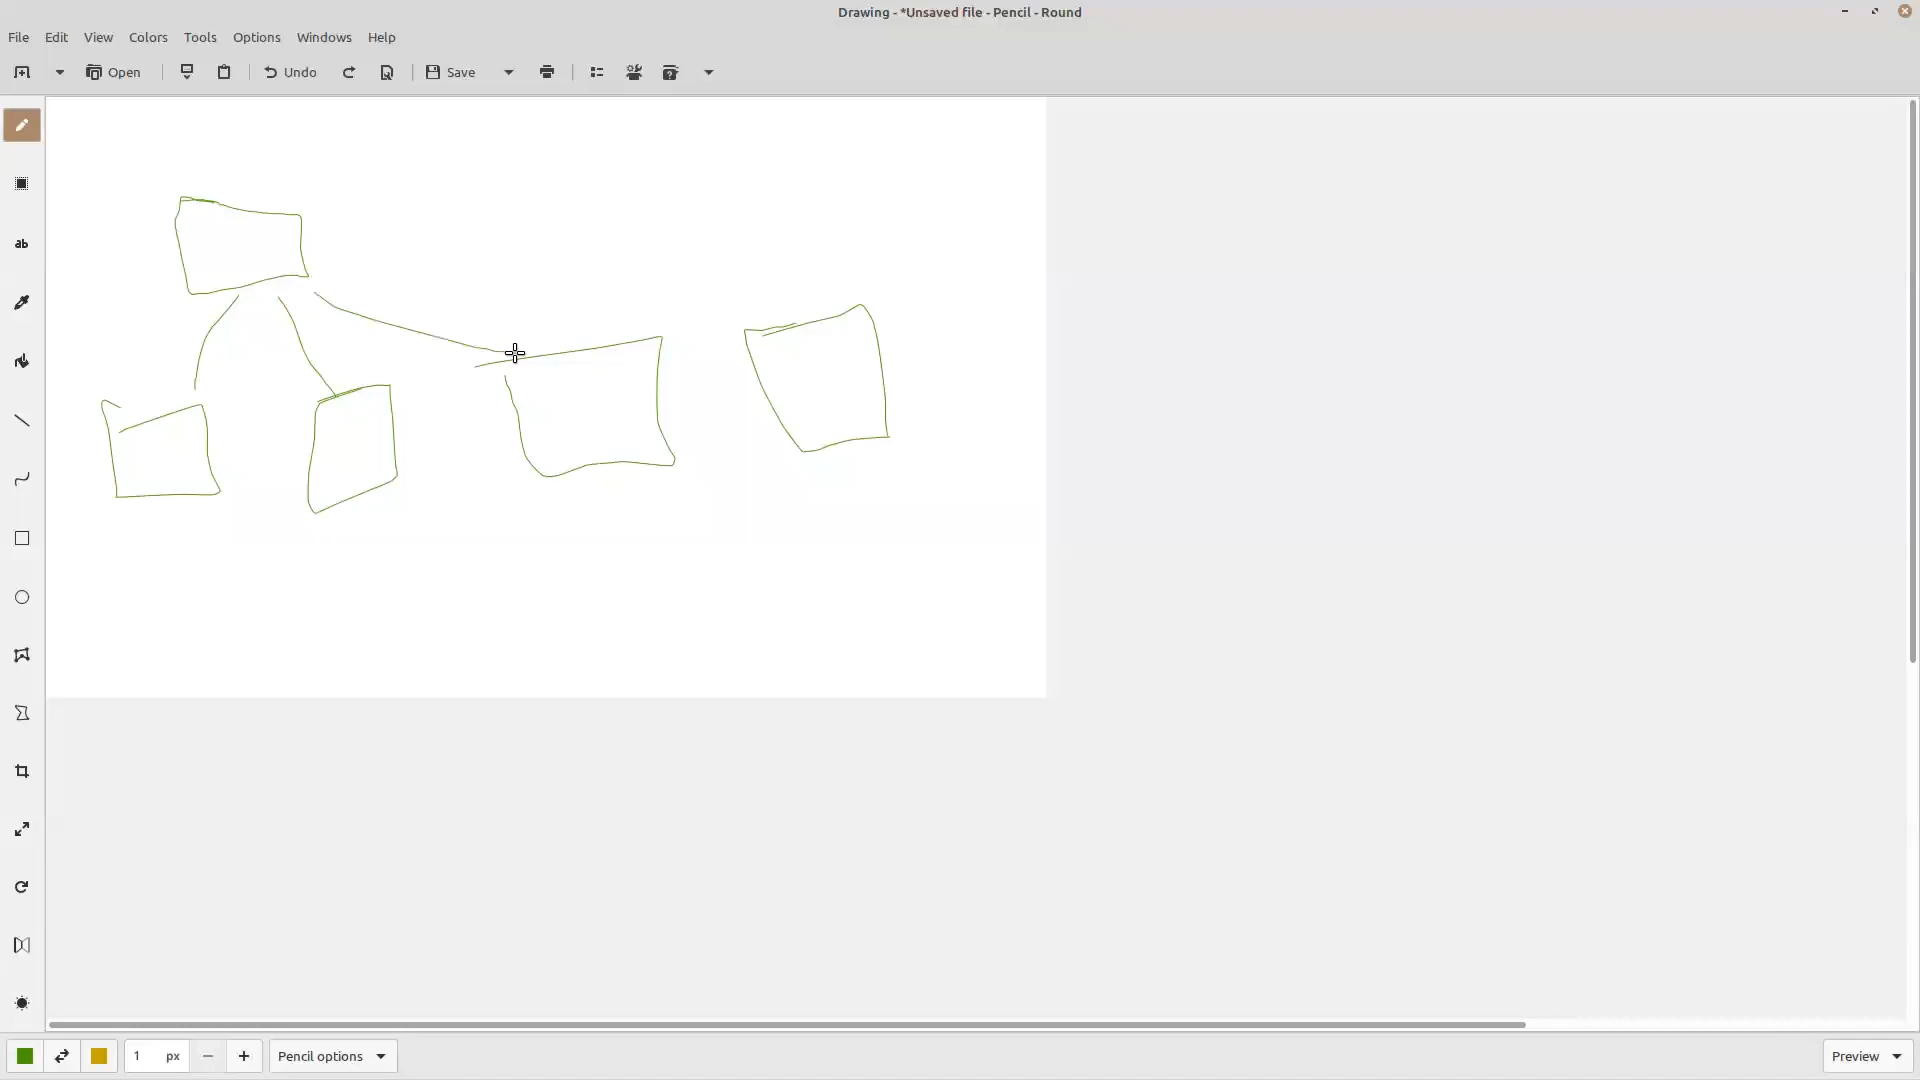 Drawing - *Unsaved file - Pencil - Round
File Edit View Colors Tools Options Windows Help
Open Undo Save
ab
1 px Pencil options Preview